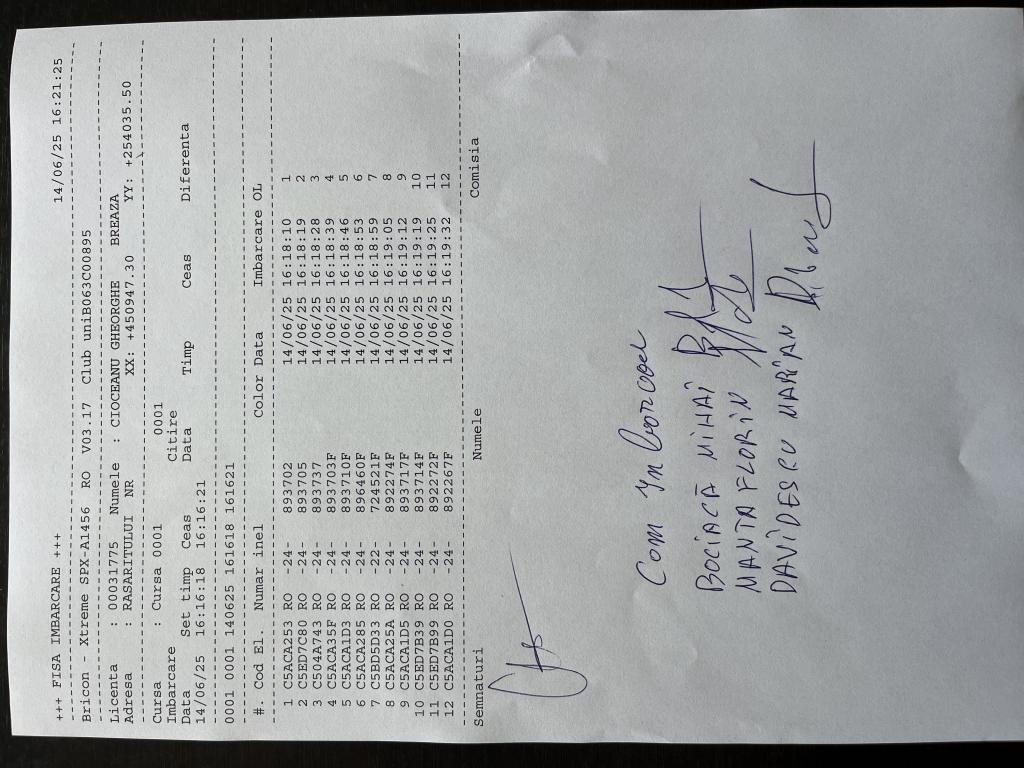 +++ FISA IMBARCARE +++ 14/06/25 16:21:25
Bricon - Xtreme SPX-A1456 RO V03.17 Club uniB063C00895
Licenta : 00031775 Numele : CIOCEANU GHEORGHE BREAZA
Adresa : RASARITULUI NR XX: +450947.30 YY: +254035.50
Cursa : Cursa 0001 0001
Imbarcare Citire
Data Set timp Ceas Data Timp Ceas Diferenta
14/06/25 16:16:18 16:16:21
0001 0001 140625 161618 161621
#. Cod El. Numar inel Color Data Imbarcare OL
1 C5ACA253 RO -24- 893702 14/06/25 16:18:10 1
2 C5ED7C80 RO -24- 893705 14/06/25 16:18:19 2
3 C504A743 RO -24- 893737 14/06/25 16:18:28 3
4 C5ACA35F RO -24- 893703F 14/06/25 16:18:39 4
5 C5ACA1D3 RO -24- 893710F 14/06/25 16:18:46 5
6 C5ACA285 RO -24- 896460F 14/06/25 16:18:53 6
7 C5BD5D33 RO -22- 724521F 14/06/25 16:18:59 7
8 C5ACA25A RO -24- 892274F 14/06/25 16:19:05 8
9 C5ACA1D5 RO -24- 893717F 14/06/25 16:19:12 9
10 C5ED7B39 RO -24- 893714F 14/06/25 16:19:19 10
11 C5ED7B99 RO -24- 892272F 14/06/25 16:19:25 11
12 C5ACA1D0 RO -24- 892267F 14/06/25 16:19:32 12
Semnaturi Numele Comisia
Com
BOCIACĂ MIHAI
MANTA FLORIN
DAVIDESCU MARIAN